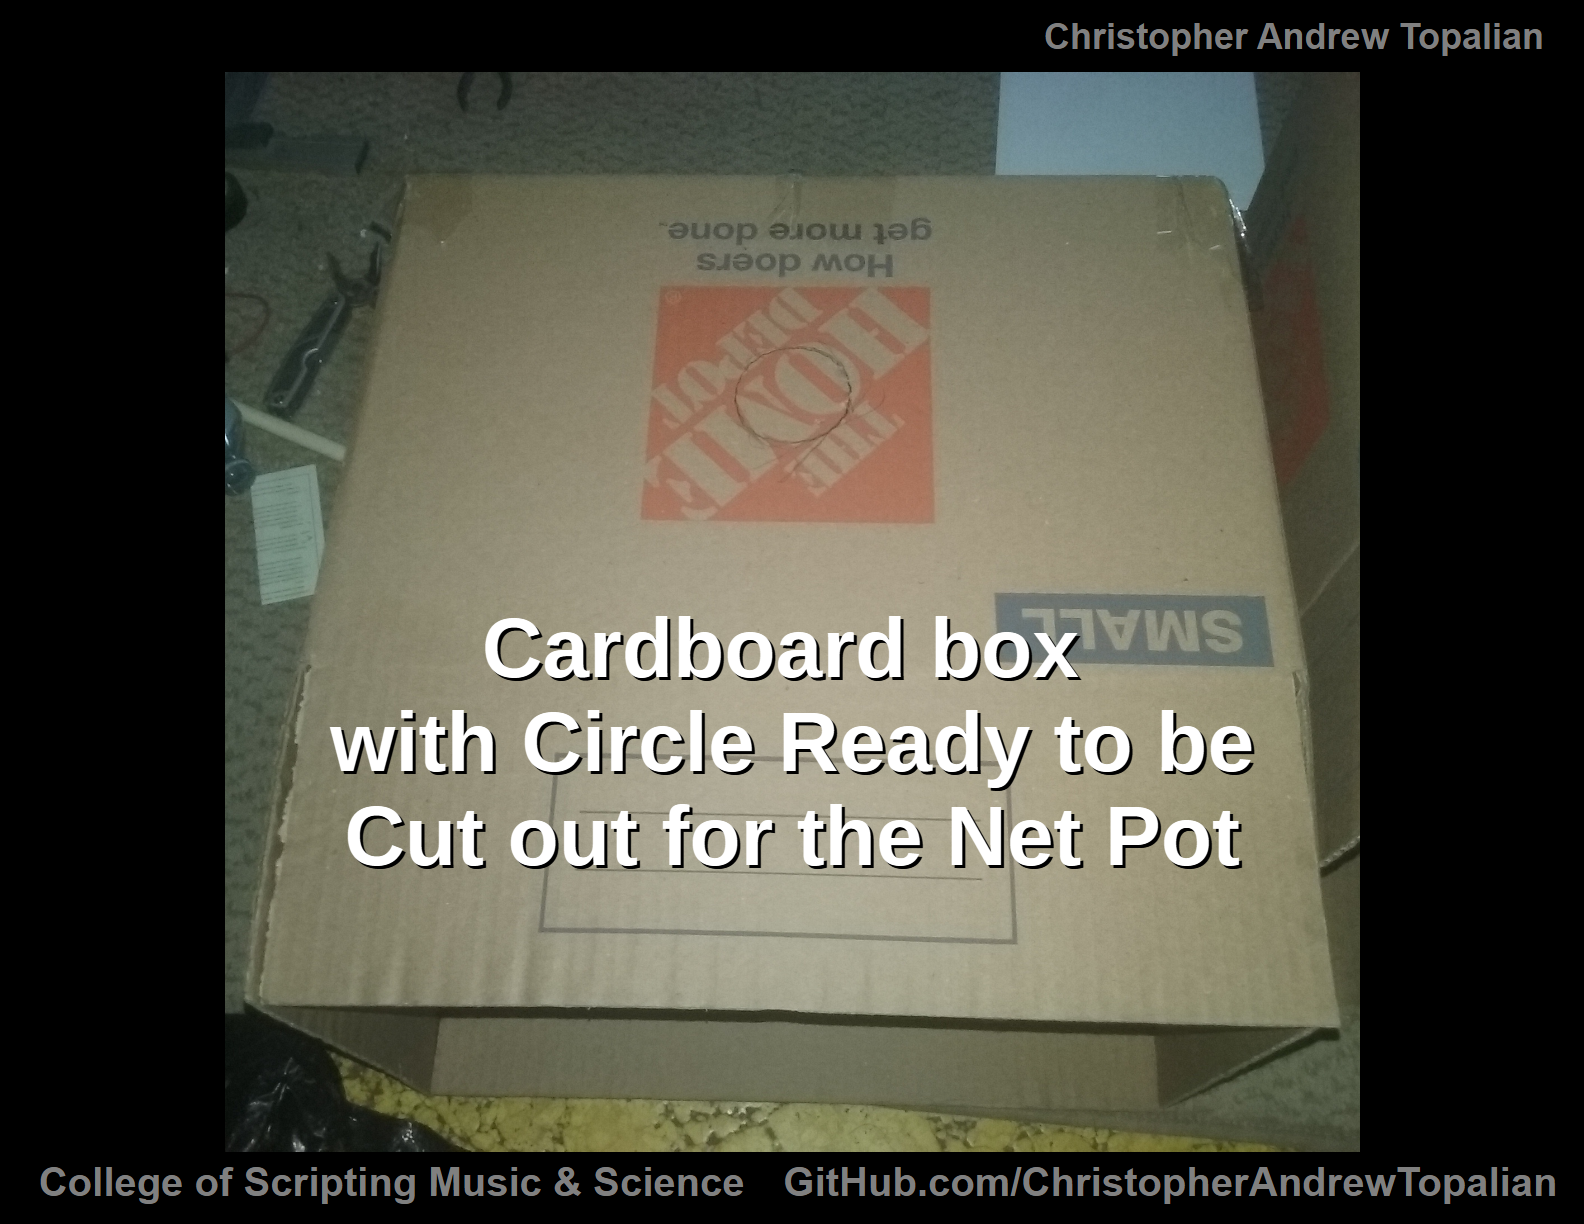 Christopher Andrew Topalian
get more done.
How doers
THE
HOME
DEPOT
®
SMALL
Cardboard box
with Circle Ready to be
Cut out for the Net Pot
College of Scripting Music & Science GitHub.com/ChristopherAndrewTopalian